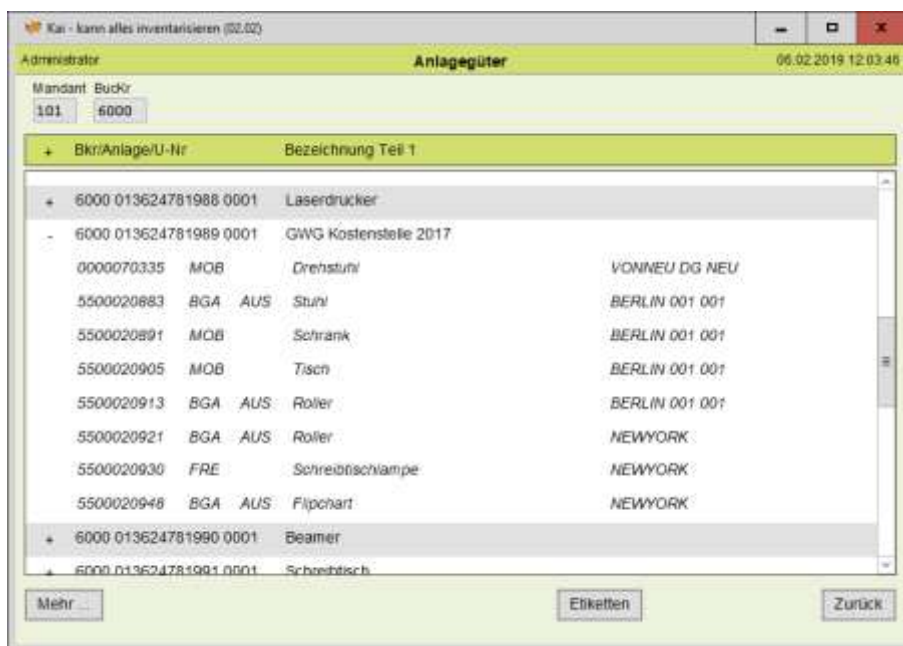 Kai - kann alles inventarisieren (02.02)
Administrator Anlagegüter 06.02.2019 12:03:46
Mandant BucKr
101 6000
+ Bkr/Anlage/U-Nr Bezeichnung Teil 1
+ 6000 013624781988 0001 Laserdrucker
- 6000 013624781989 0001 GWG Kostenstelle 2017
0000070335 MOB Drehstuhl VONNEU DG NEU
5500020883 BGA AUS Stuhl BERLIN 001 001
5500020891 MOB Schrank BERLIN 001 001
5500020905 MOB Tisch BERLIN 001 001
5500020913 BGA AUS Roller BERLIN 001 001
5500020921 BGA AUS Roller NEWYORK
5500020930 FRE Schreibtischlampe NEWYORK
5500020948 BGA AUS Flipchart NEWYORK
+ 6000 013624781990 0001 Beamer
+ 6000 013624781991 0001 Schreibtisch
Mehr ... Etiketten Zurück